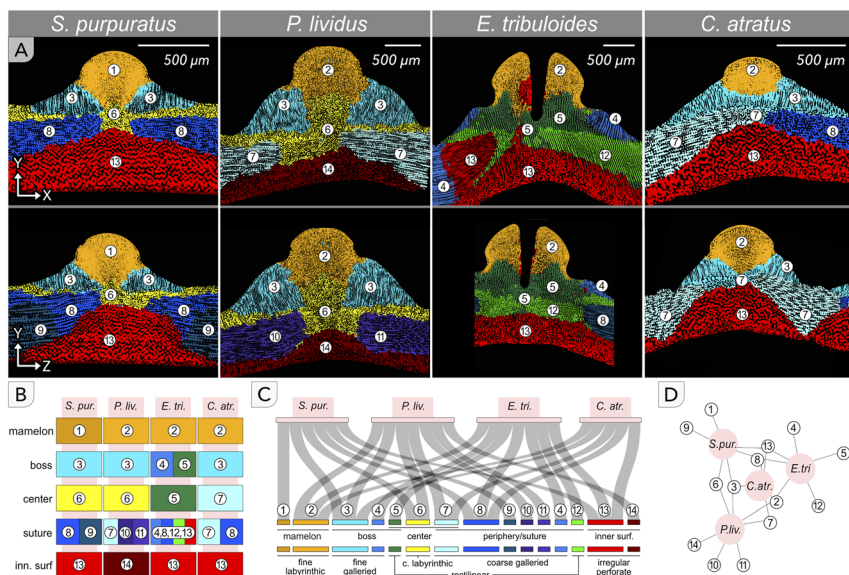 S. purpuratus P. lividus E. tribuloides C. atratus
A 500 µm 500 µm 500 µm 500 µm
1 2 2 2
3 3 3 3 4 3
6 6 5 5 7
8 8 7 7 13 12 8
13 14 4 13 13
Y
X
1 2 2 2
3 3 3 3 5 4 3
6 6 5 7
9 8 8 9 10 11 12 8 7 7
13 14 13 13
Y
Z
B
S. pur. P. liv. E. tri. C. atr.
mamelon 1 2 2 2
boss 3 3 4 5 3
center 6 6 5 7
suture 8 9 7 10 11 4,8,12,13 7 8
inn. surf 13 14 13 13
C
S. pur. P. liv. E. tri. C. atr.
1 2 3 4 5 6 7 8 9 10 11 4 12 13 14
mamelon boss center periphery/suture inner surf.
fine labyrinthic fine galleried c. labyrinthic coarse galleried irregular perforate
rectilinear
D
1
9
S.pur.
13
4
8
E.tri
5
C.atr.
6
3
2
12
7
P.liv.
14
10
11